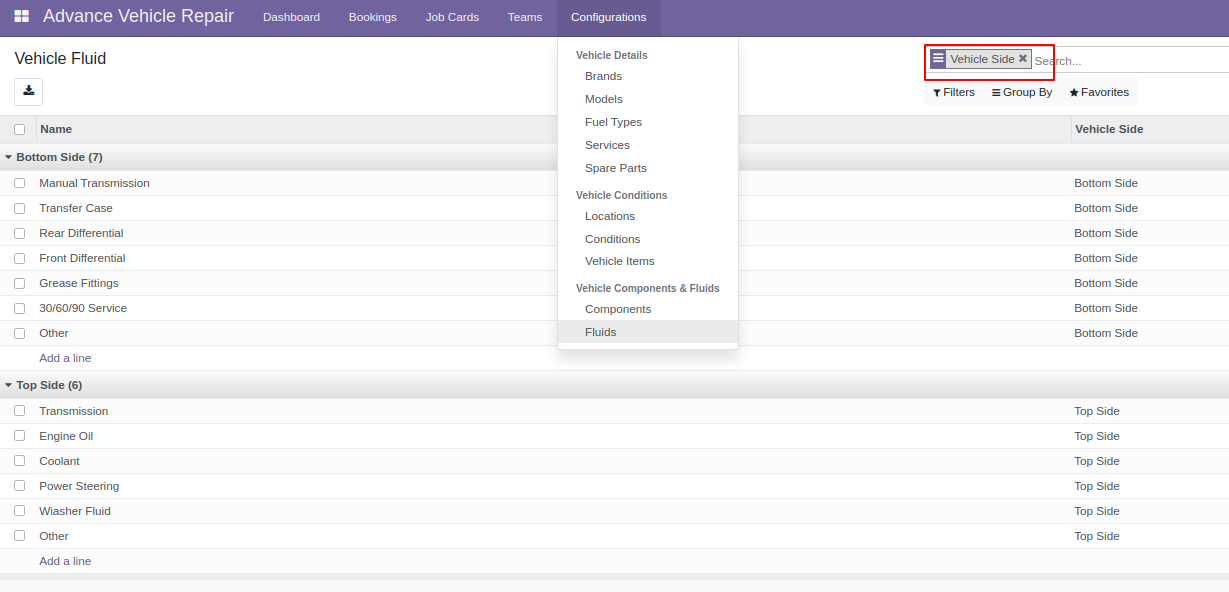 Advance Vehicle Repair Dashboard Bookings Job Cards Teams Configurations
Vehicle Fluid
Vehicle Side ✖ Search...
Filters Group By Favorites
Vehicle Details
Brands
Models
Fuel Types
Services
Spare Parts
Vehicle Conditions
Locations
Conditions
Vehicle Items
Vehicle Components & Fluids
Components
Fluids
Name Vehicle Side
Bottom Side (7)
Manual Transmission Bottom Side
Transfer Case Bottom Side
Rear Differential Bottom Side
Front Differential Bottom Side
Grease Fittings Bottom Side
30/60/90 Service Bottom Side
Other Bottom Side
Add a line
Top Side (6)
Transmission Top Side
Engine Oil Top Side
Coolant Top Side
Power Steering Top Side
Wiasher Fluid Top Side
Other Top Side
Add a line